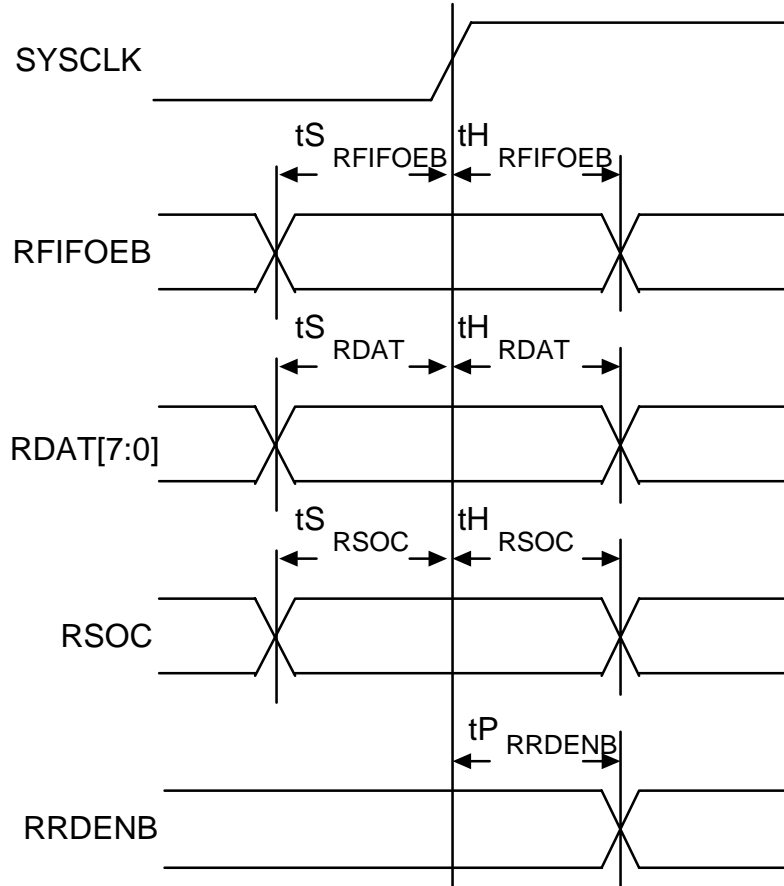 SYSCLK
tS RFIFOEB tH RFIFOEB
RFIFOEB
tS RDAT tH RDAT
RDAT[7:0]
tS RSOC tH RSOC
RSOC
tP RRDENB
RRDENB